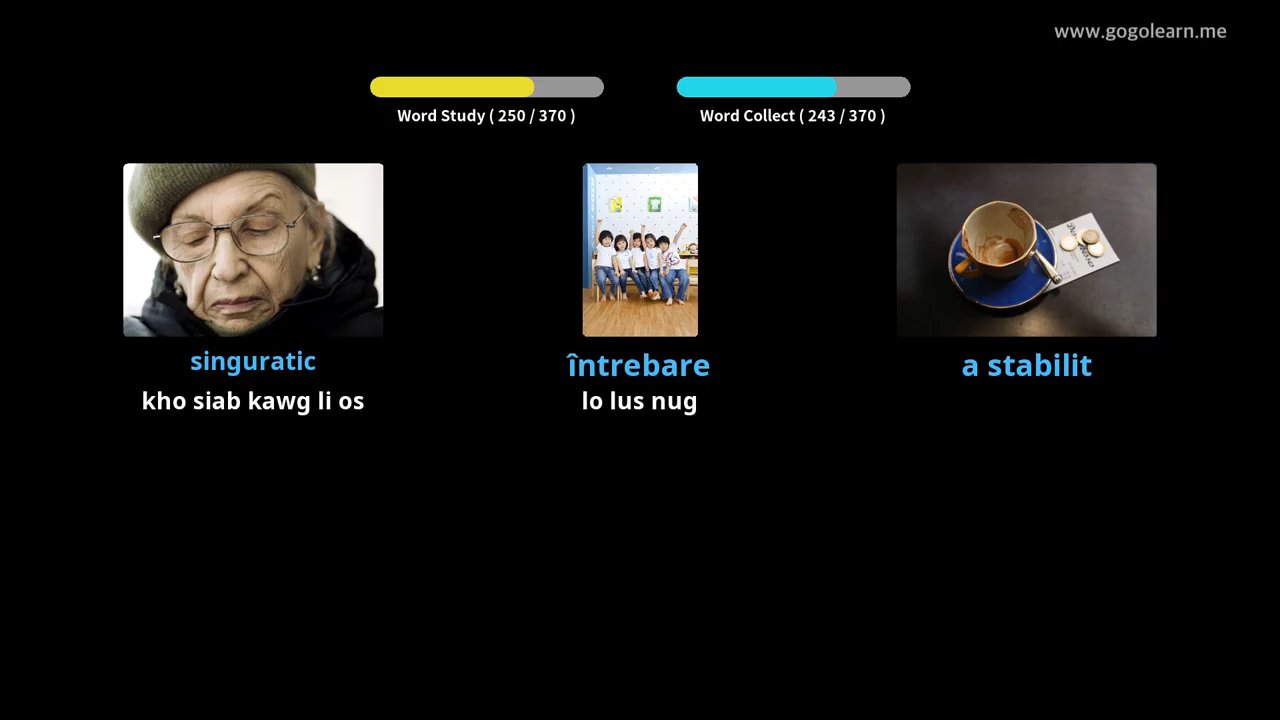 www.gogolearn.me
Word Study ( 250 / 370 )
Word Collect ( 243 / 370 )
singuratic
întrebare
a stabilit
kho siab kawg li os
lo lus nug